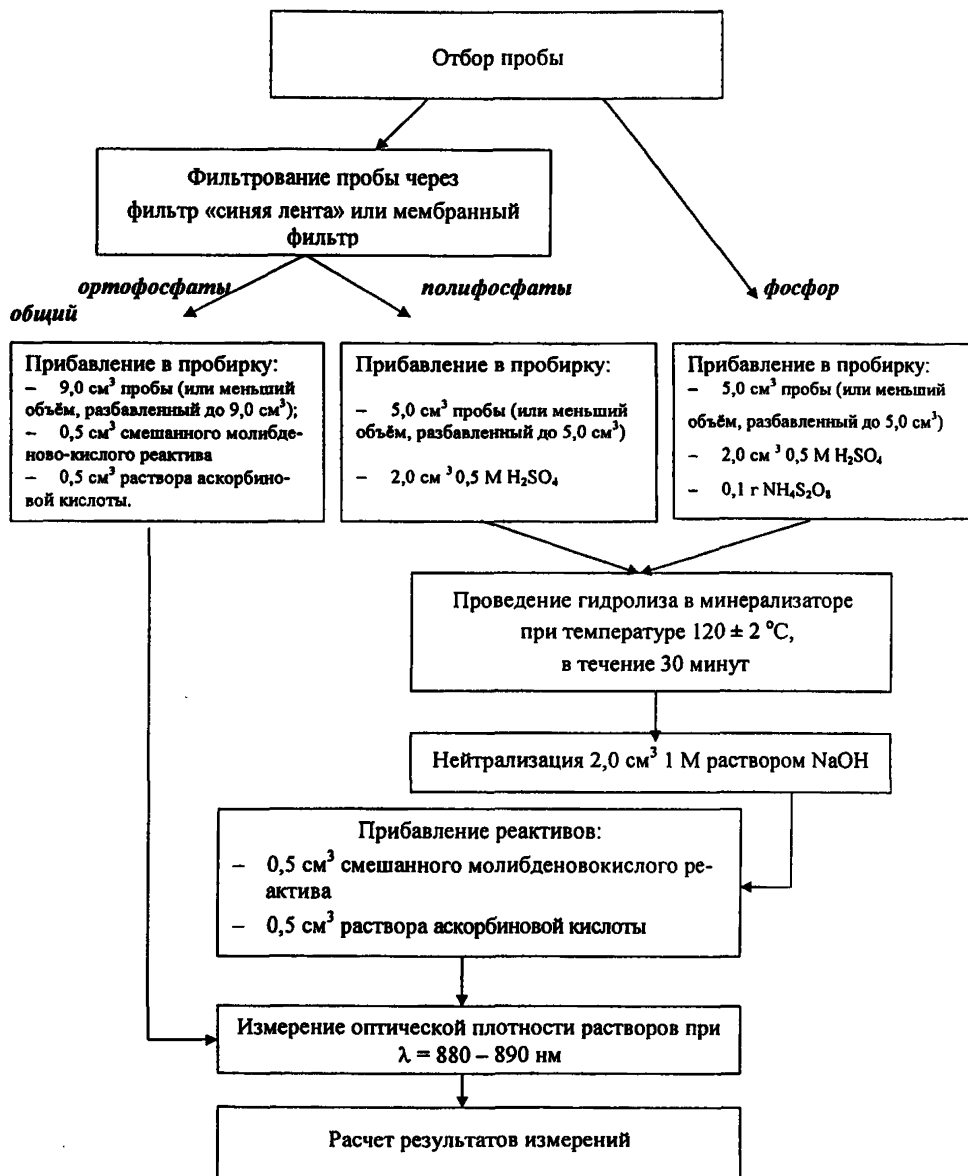 Отбор пробы
Фильтрование пробы через
фильтр «синяя лента» или мембранный
фильтр
ортофосфаты
полифосфаты
фосфор
общий
Прибавление в пробирку:
– 9,0 см³ пробы (или меньший
объём, разбавленный до 9,0 см³);
– 0,5 см³ смешанного молибде-
ново-кислого реактива
– 0,5 см³ раствора аскорбино-
вой кислоты.
Прибавление в пробирку:
– 5,0 см³ пробы (или меньший
объём, разбавленный до 5,0 см³)
– 2,0 см ³ 0,5 М H₂SO₄
Прибавление в пробирку:
– 5,0 см³ пробы (или меньший
объём, разбавленный до 5,0 см³)
– 2,0 см ³ 0,5 М H₂SO₄
– 0,1 г NH₄S₂O₈
Проведение гидролиза в минерализаторе
при температуре 120 ± 2 °С,
в течение 30 минут
Нейтрализация 2,0 см³ 1 М раствором NaOH
Прибавление реактивов:
– 0,5 см³ смешанного молибденовокислого ре-
актива
– 0,5 см³ раствора аскорбиновой кислоты
Измерение оптической плотности растворов при
λ = 880 – 890 нм
Расчет результатов измерений